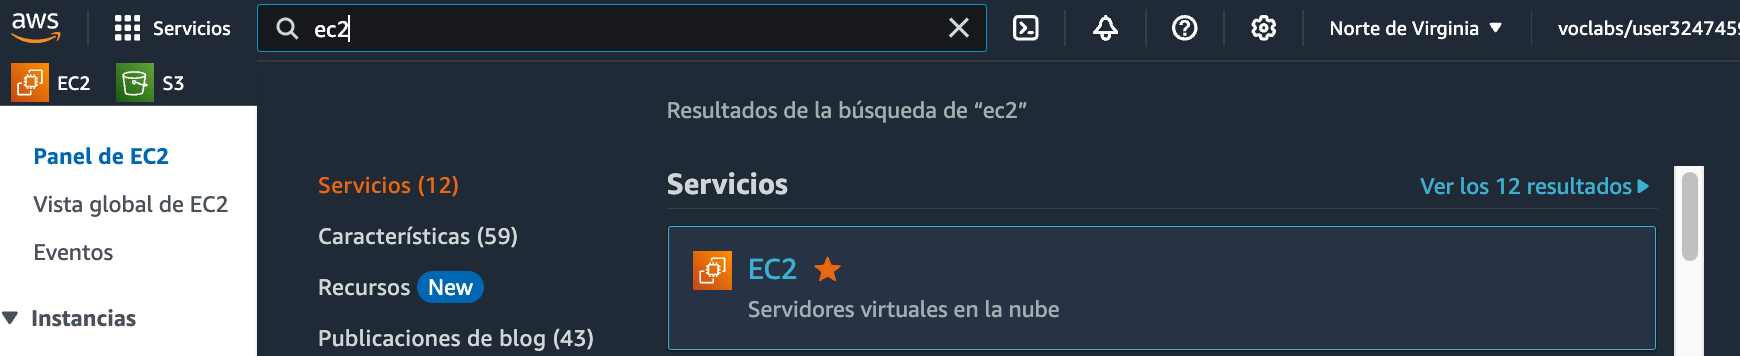 aws
Servicios
ec2
Norte de Virginia
voclabs/user3247459
EC2
S3
Resultados de la búsqueda de “ec2”
Panel de EC2
Vista global de EC2
Eventos
Instancias
Servicios (12)
Características (59)
Recursos New
Publicaciones de blog (43)
Servicios
Ver los 12 resultados
EC2
Servidores virtuales en la nube